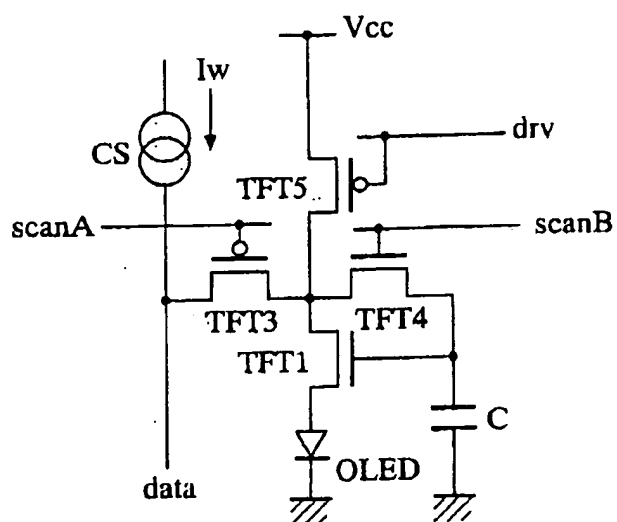 Vcc
Iw
drv
CS
TFT5
scanA
scanB
TFT3
TFT4
TFT1
C
OLED
data